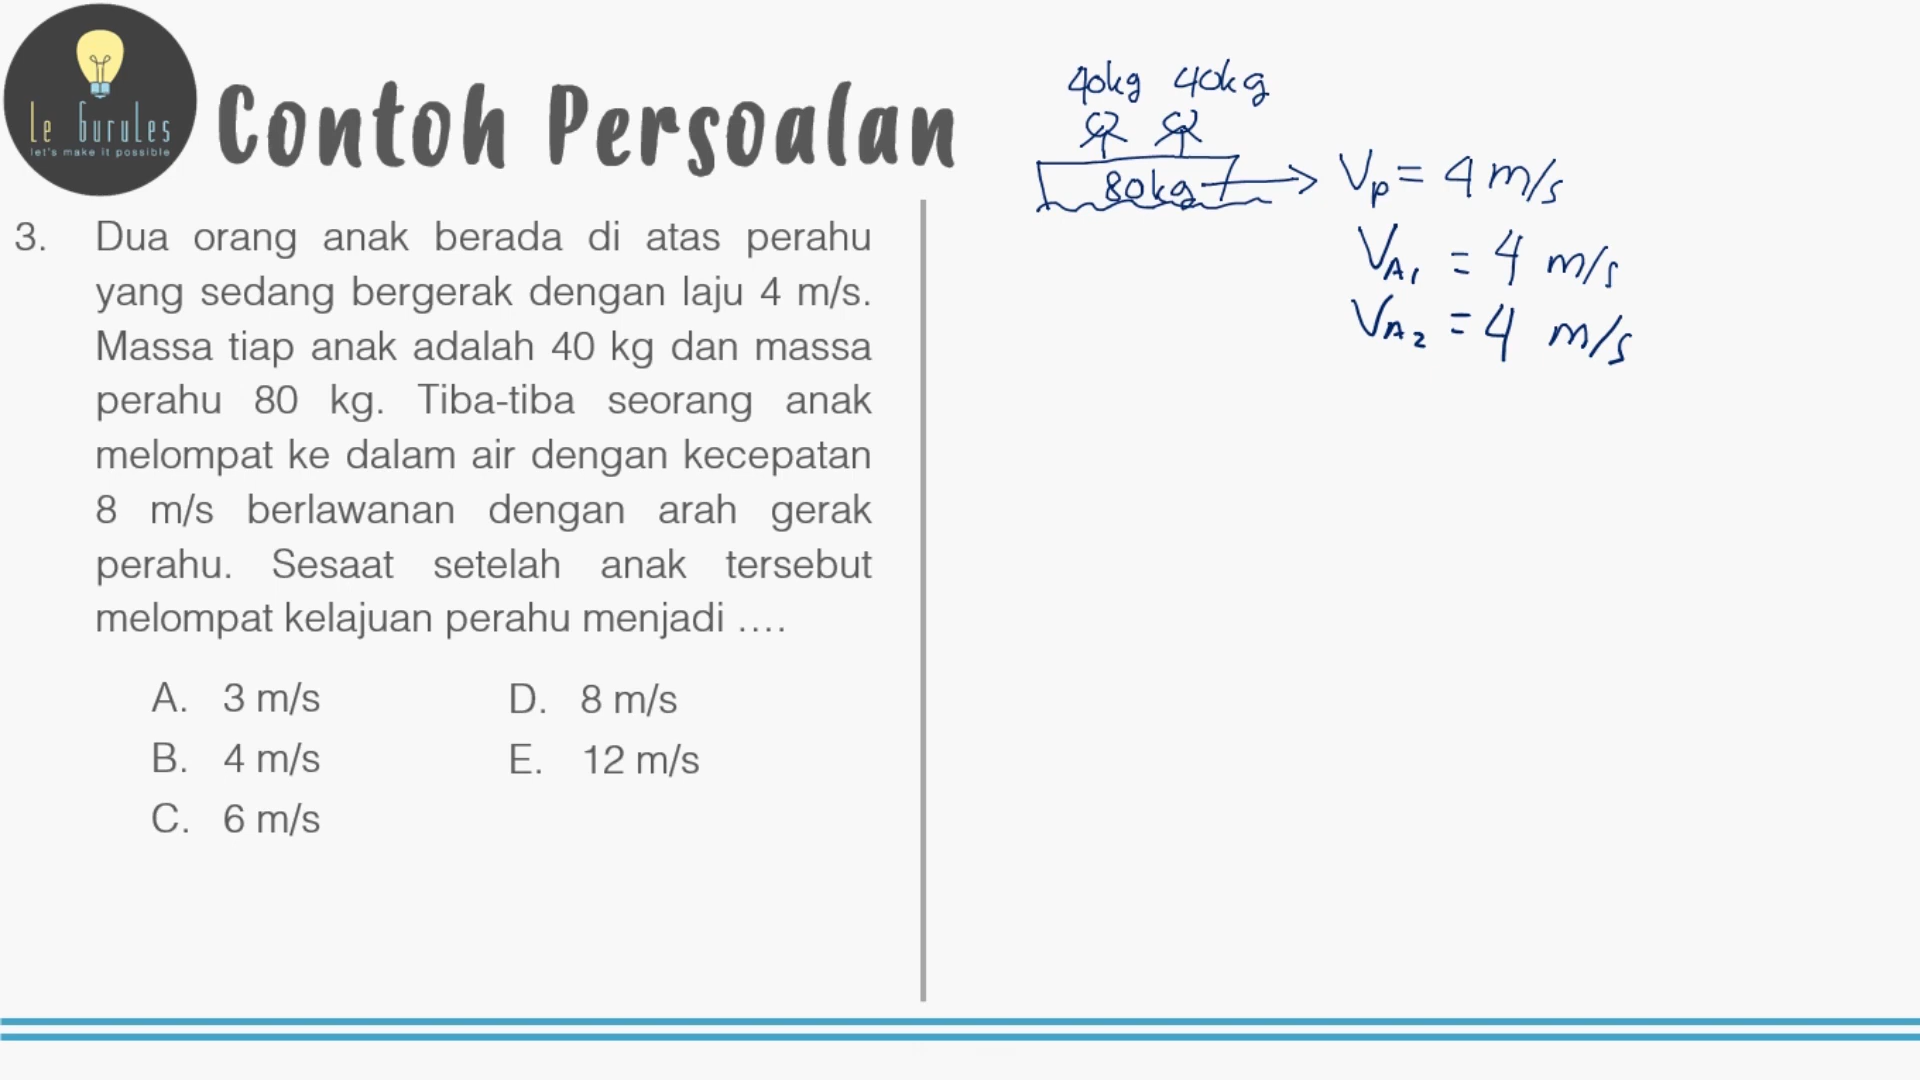 Le Gurules
let's make it possible
Contoh Persoalan
3. Dua orang anak berada di atas perahu
yang sedang bergerak dengan laju 4 m/s.
Massa tiap anak adalah 40 kg dan massa
perahu 80 kg. Tiba-tiba seorang anak
melompat ke dalam air dengan kecepatan
8 m/s berlawanan dengan arah gerak
perahu. Sesaat setelah anak tersebut
melompat kelajuan perahu menjadi ....
A. 3 m/s
B. 4 m/s
C. 6 m/s
D. 8 m/s
E. 12 m/s
40kg 40kg
80kg
Vp = 4 m/s
VA1 = 4 m/s
VA2 = 4 m/s